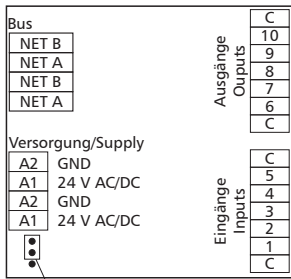 Bus
NET B
NET A
NET B
NET A
Versorgung/Supply
A2 GND
A1 24 V AC/DC
A2 GND
A1 24 V AC/DC
Ausgänge
Ouputs
C
10
9
8
7
6
C
Eingänge
Inputs
C
5
4
3
2
1
C